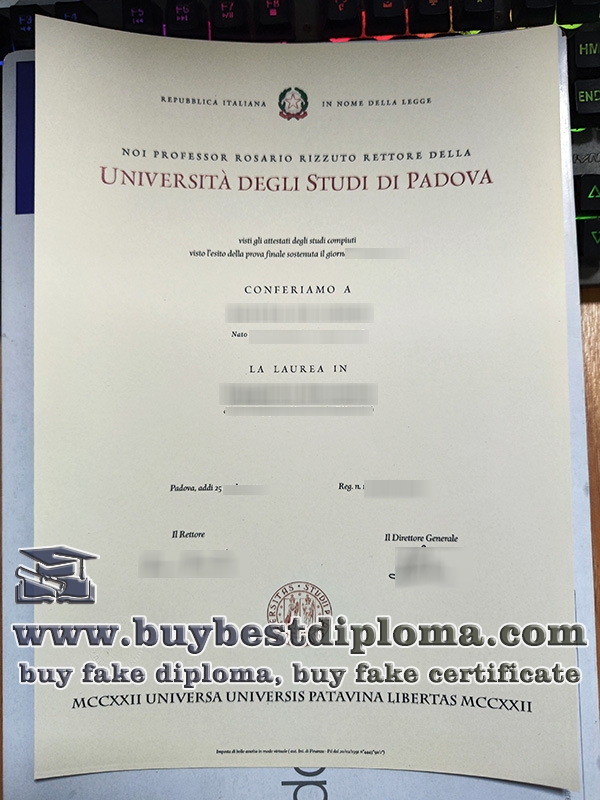 REPUBBLICA ITALIANA IN NOME DELLA LEGGE
NOI PROFESSOR ROSARIO RIZZUTO RETTORE DELLA
UNIVERSITÀ DEGLI STUDI DI PADOVA
visti gli attestati degli studi compiuti
visto l'esito della prova finale sostenuta il giorn
CONFERIAMO A
Nato
LA LAUREA IN
Padova, addì 25
Reg. n.
Il Rettore
Il Direttore Generale
www.buybestdiploma.com
buy fake diploma, buy fake certificate
MCCXXII UNIVERSA UNIVERSIS PATAVINA LIBERTAS MCCXXII